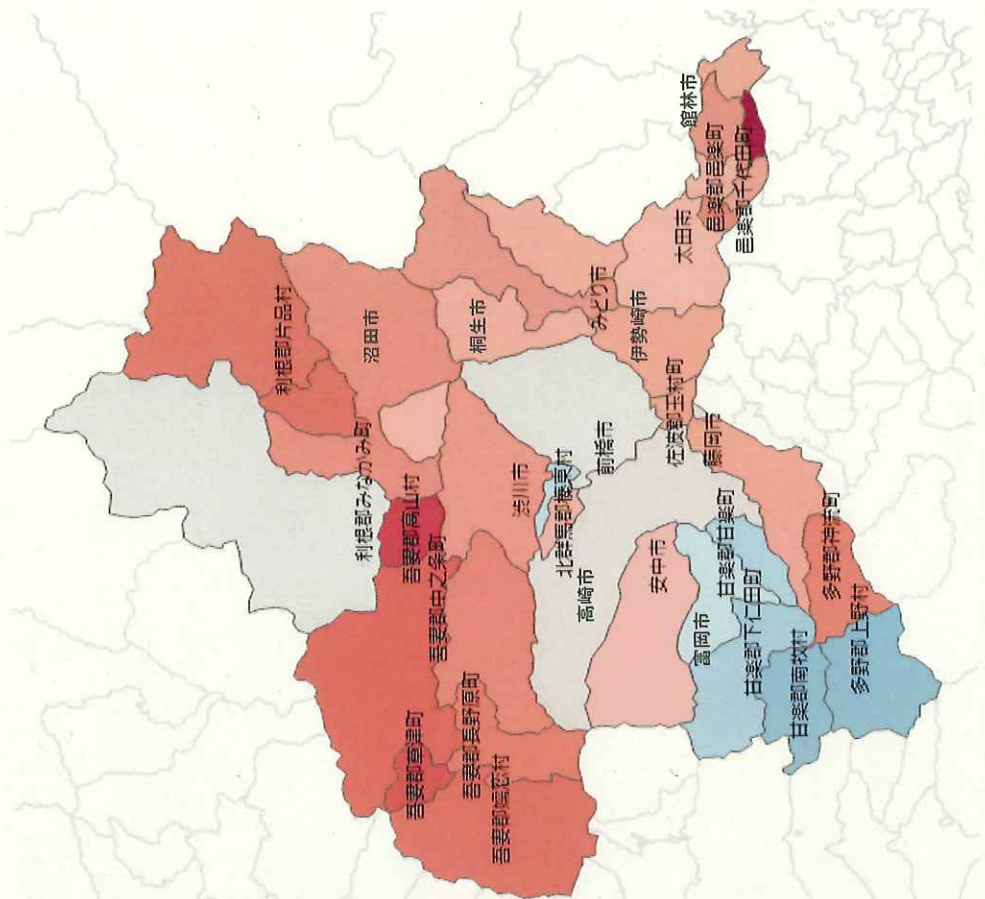 館林市
邑楽郡邑楽町
邑楽郡千代田町
太田市
利根郡片品村
沼田市
桐生市
みどり市
伊勢崎市
利根郡みなかみ町
佐波郡玉村町
藤岡市
前橋市
渋川市
北群馬郡榛東村
吾妻郡高山村
吾妻郡中之条町
高崎市
安中市
甘楽郡甘楽町
富岡市
甘楽郡下仁田町
多野郡神流町
甘楽郡南牧村
多野郡上野村
吾妻郡草津町
吾妻郡長野原町
吾妻郡嬬恋村